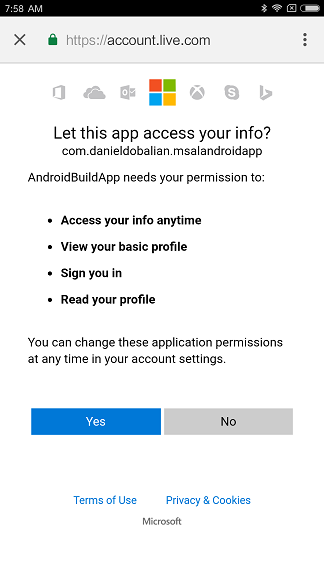 7:58 AM
https://account.live.com
Let this app access your info?
com.danieldobalian.msalandroidapp
AndroidBuildApp needs your permission to:
• Access your info anytime
• View your basic profile
• Sign you in
• Read your profile
You can change these application permissions
at any time in your account settings.
Yes No
Terms of Use Privacy & Cookies
Microsoft